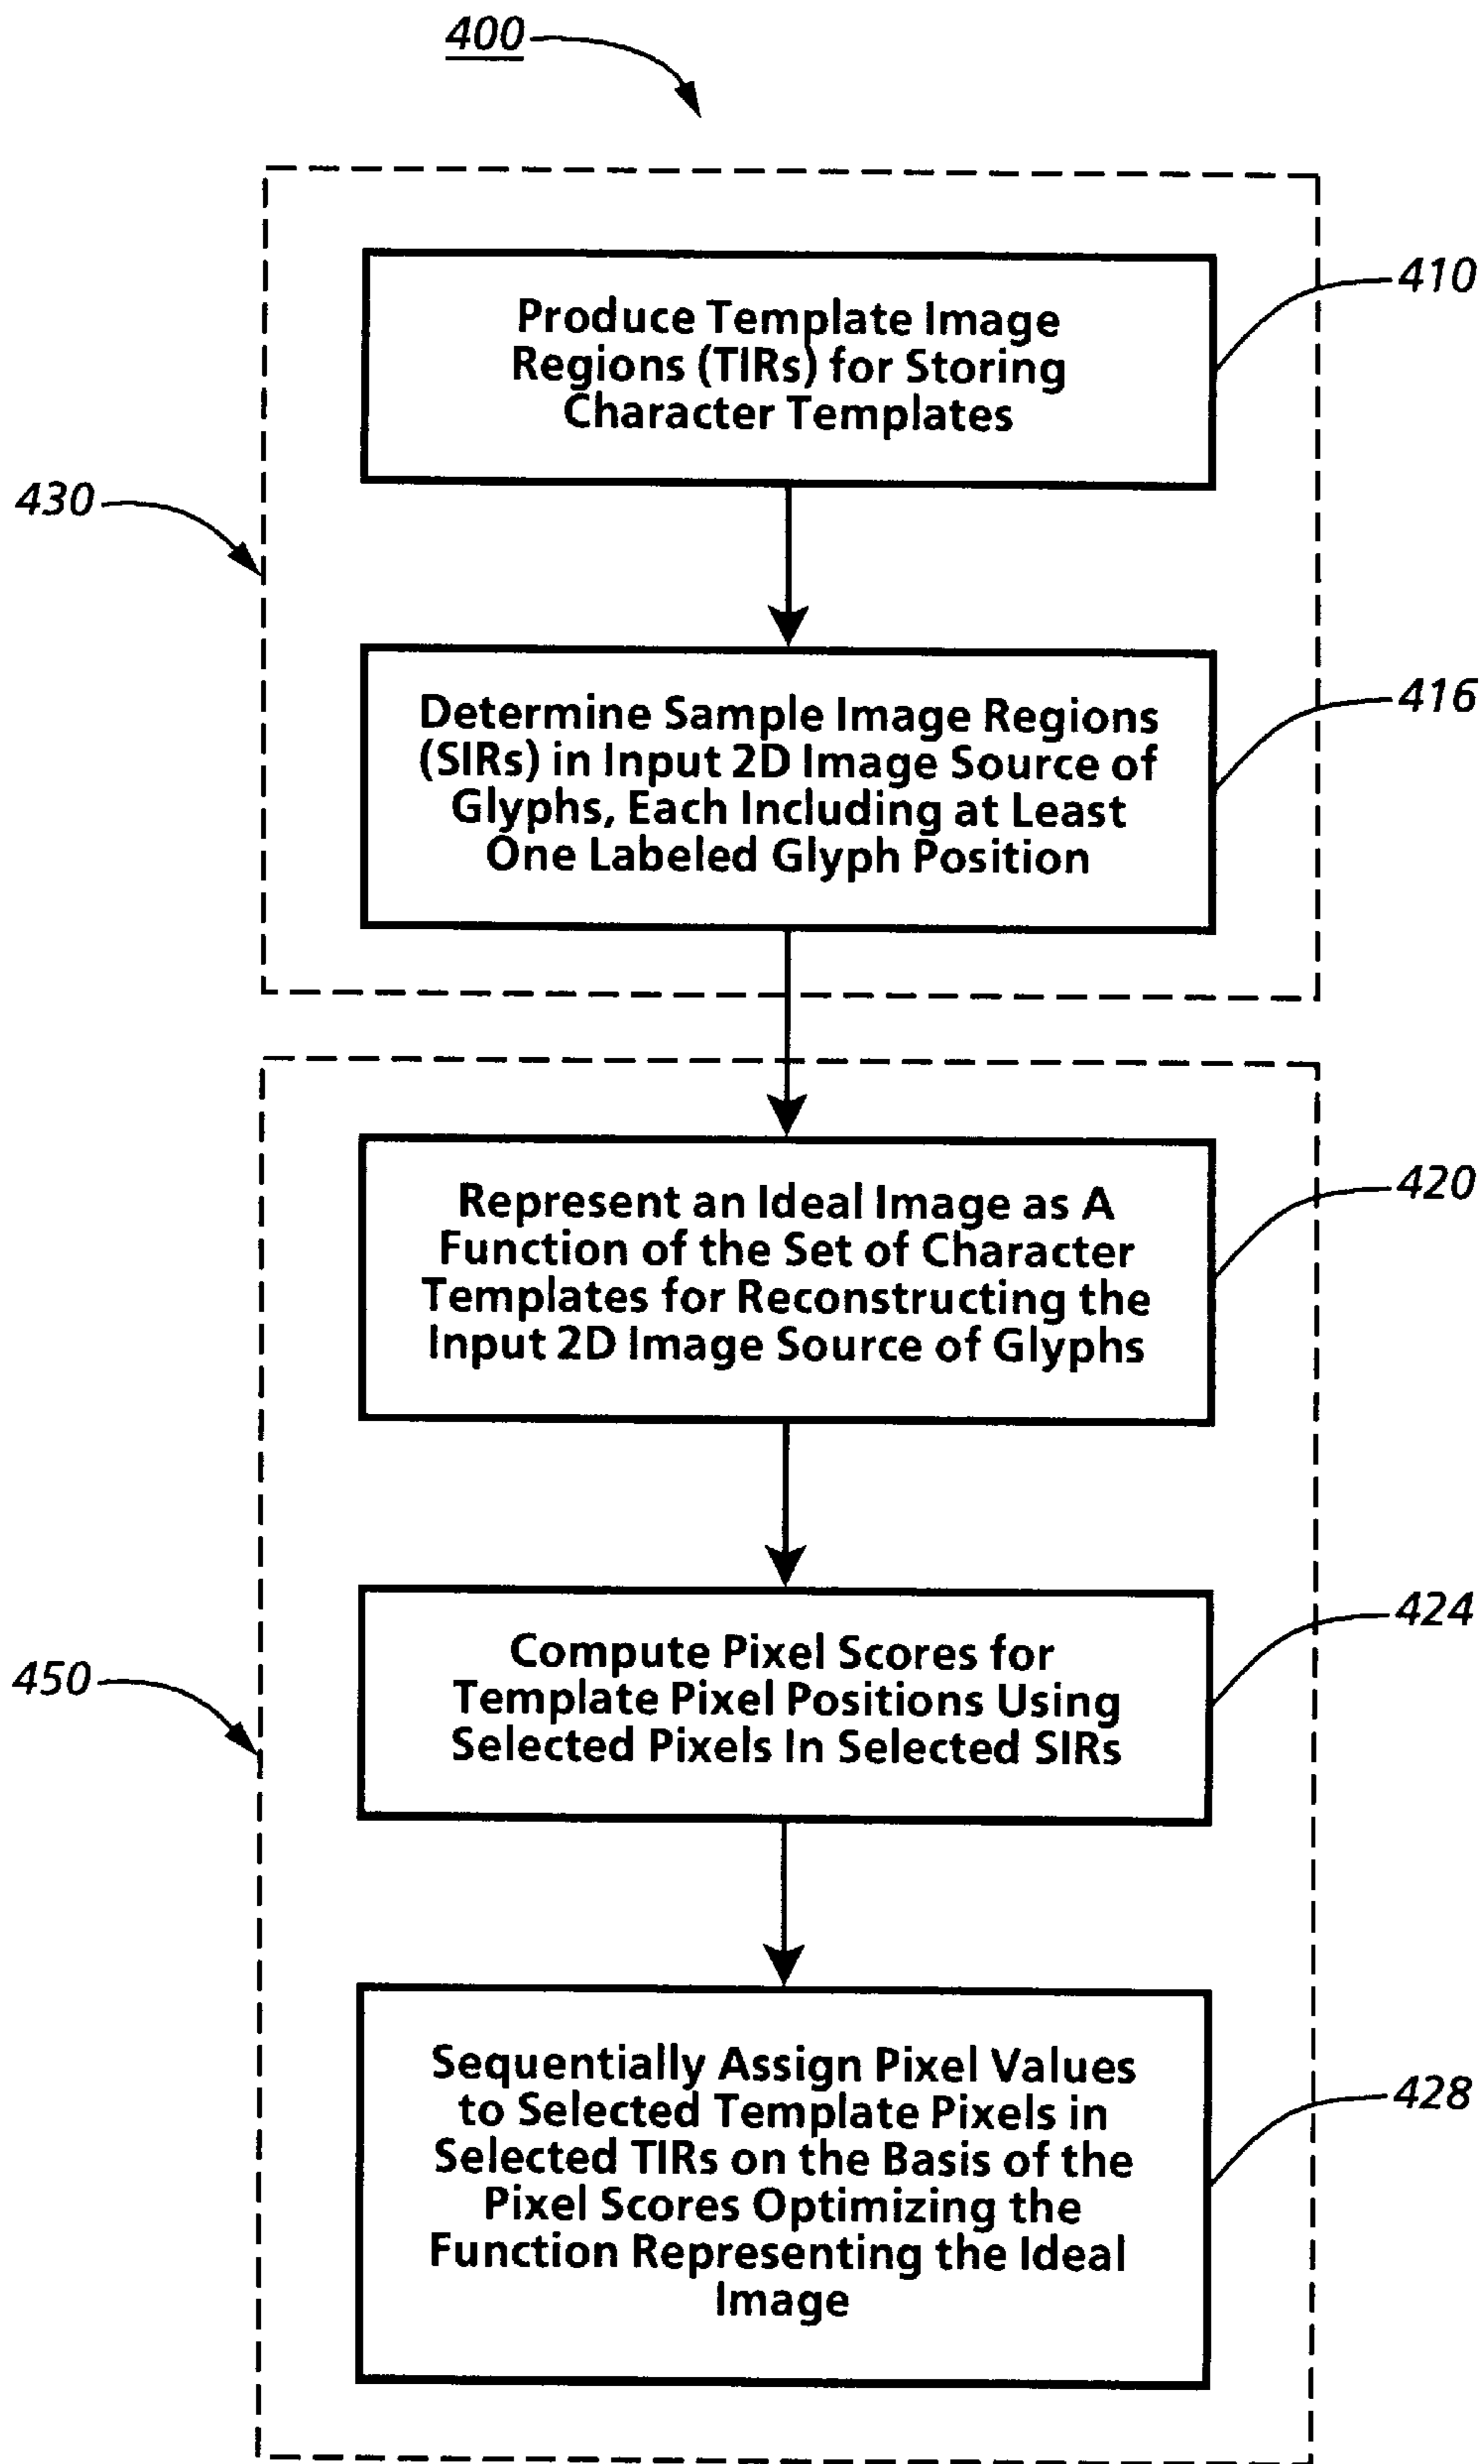 400
Produce Template Image
Regions (TIRs) for Storing
Character Templates
410
430
Determine Sample Image Regions
(SIRs) in Input 2D Image Source of
Glyphs, Each Including at Least
One Labeled Glyph Position
416
Represent an Ideal Image as A
Function of the Set of Character
Templates for Reconstructing the
Input 2D Image Source of Glyphs
420
Compute Pixel Scores for
Template Pixel Positions Using
Selected Pixels In Selected SIRs
424
450
Sequentially Assign Pixel Values
to Selected Template Pixels in
Selected TIRs on the Basis of the
Pixel Scores Optimizing the
Function Representing the Ideal
Image
428